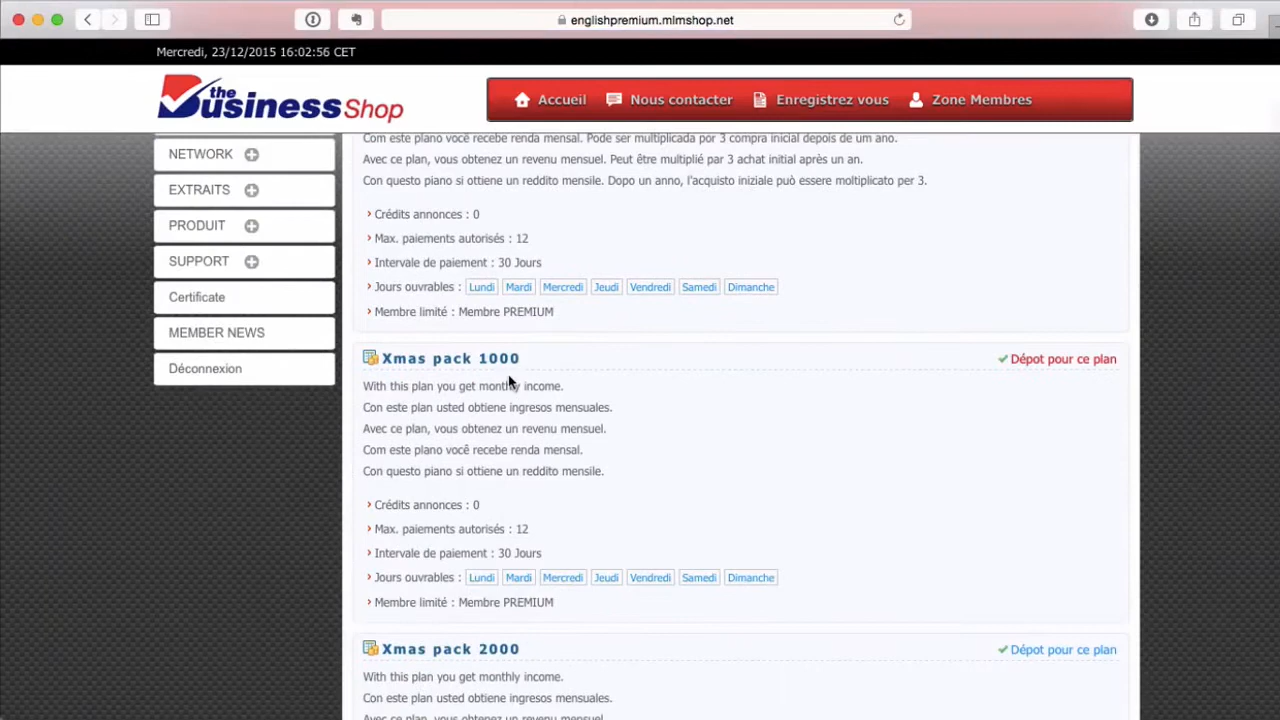 englishpremium.mlmshop.net
Mercredi, 23/12/2015 16:02:56 CET
the Business Shop
Accueil
Nous contacter
Enregistrez vous
Zone Membres
NETWORK
EXTRAITS
PRODUIT
SUPPORT
Certificate
MEMBER NEWS
Déconnexion
Com este plano você recebe renda mensal. Pode ser multiplicada por 3 compra inicial depois de um ano.
Avec ce plan, vous obtenez un revenu mensuel. Peut être multiplié par 3 achat initial après un an.
Con questo piano si ottiene un reddito mensile. Dopo un anno, l'acquisto iniziale può essere moltiplicato per 3.
Crédits annonces : 0
Max. paiements autorisés : 12
Intervale de paiement : 30 Jours
Jours ouvrables : Lundi Mardi Mercredi Jeudi Vendredi Samedi Dimanche
Membre limité : Membre PREMIUM
Xmas pack 1000
Dépot pour ce plan
With this plan you get monthly income.
Con este plan usted obtiene ingresos mensuales.
Avec ce plan, vous obtenez un revenu mensuel.
Com este plano você recebe renda mensal.
Con questo piano si ottiene un reddito mensile.
Crédits annonces : 0
Max. paiements autorisés : 12
Intervale de paiement : 30 Jours
Jours ouvrables : Lundi Mardi Mercredi Jeudi Vendredi Samedi Dimanche
Membre limité : Membre PREMIUM
Xmas pack 2000
Dépot pour ce plan
With this plan you get monthly income.
Con este plan usted obtiene ingresos mensuales.
Avec ce plan, vous obtenez un revenu mensuel.